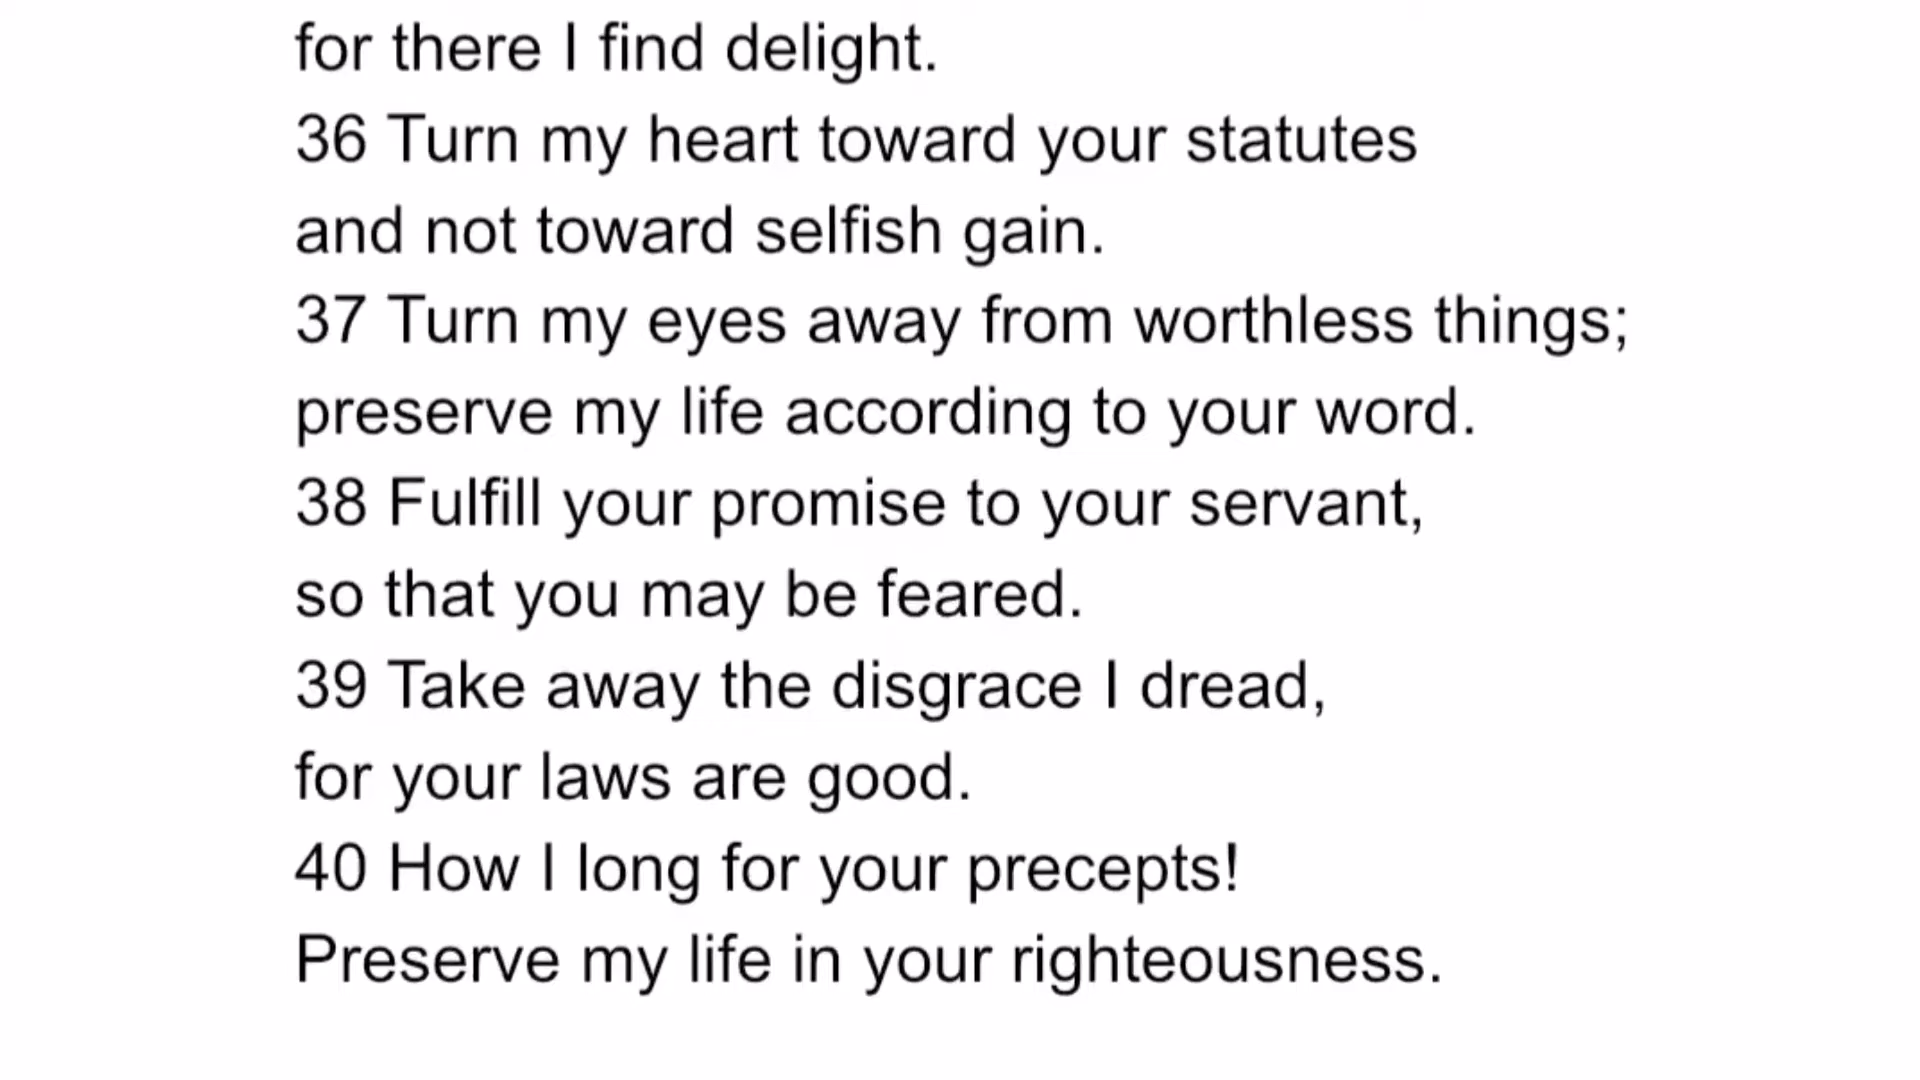 for there I find delight.
36 Turn my heart toward your statutes
and not toward selfish gain.
37 Turn my eyes away from worthless things;
preserve my life according to your word.
38 Fulfill your promise to your servant,
so that you may be feared.
39 Take away the disgrace I dread,
for your laws are good.
40 How I long for your precepts!
Preserve my life in your righteousness.